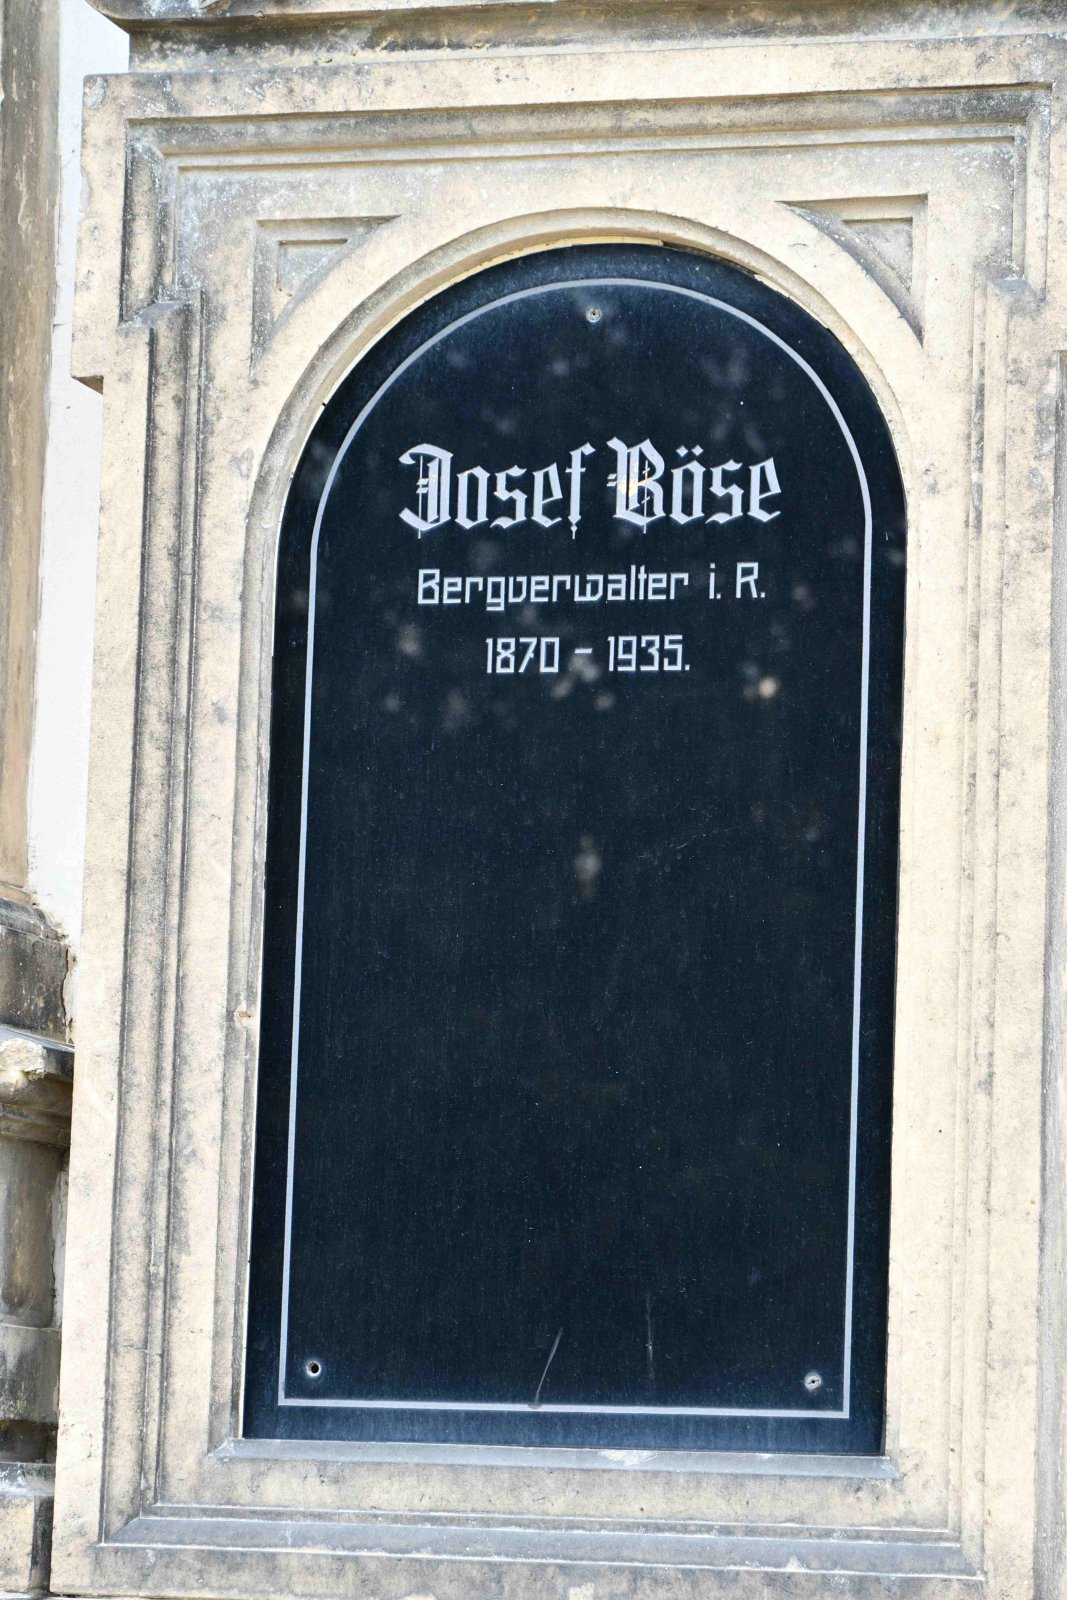 Josef Böse
Bergverwalter i. R.
1870 - 1935.